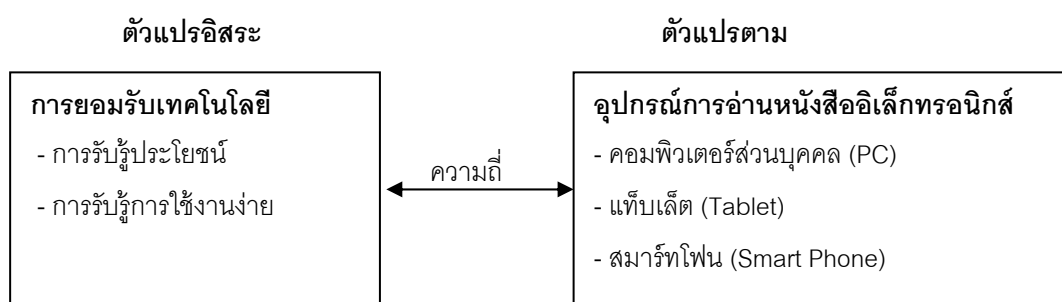 ตัวแปรอิสระ
ตัวแปรตาม
การยอมรับเทคโนโลยี
- การรับรู้ประโยชน์
- การรับรู้การใช้งานง่าย
ความถี่
อุปกรณ์การอ่านหนังสืออิเล็กทรอนิกส์
- คอมพิวเตอร์ส่วนบุคคล (PC)
- แท็บเล็ต (Tablet)
- สมาร์ทโฟน (Smart Phone)